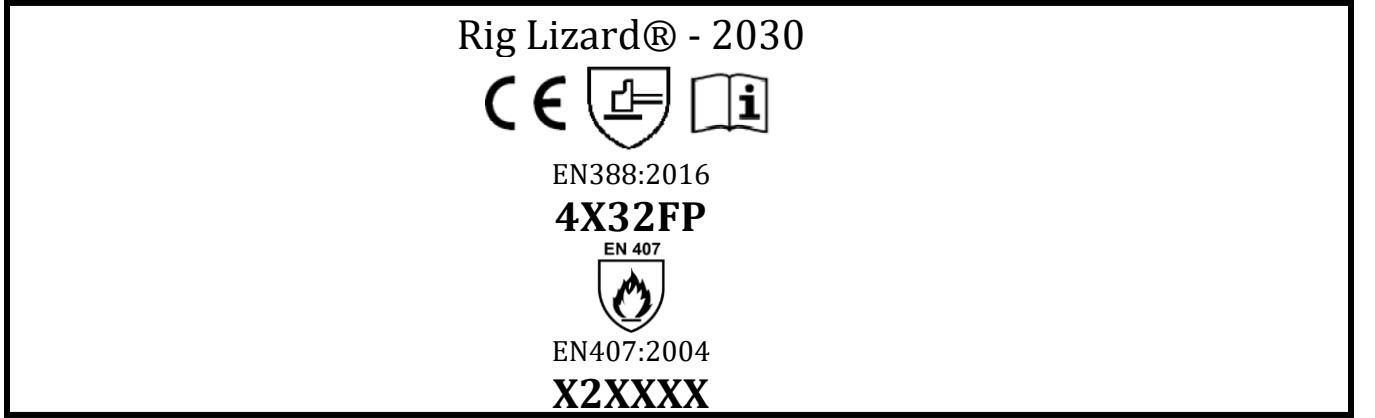 Rig Lizard® - 2030
CE
i
EN388:2016
4X32FP
EN 407
EN407:2004
X2XXXX